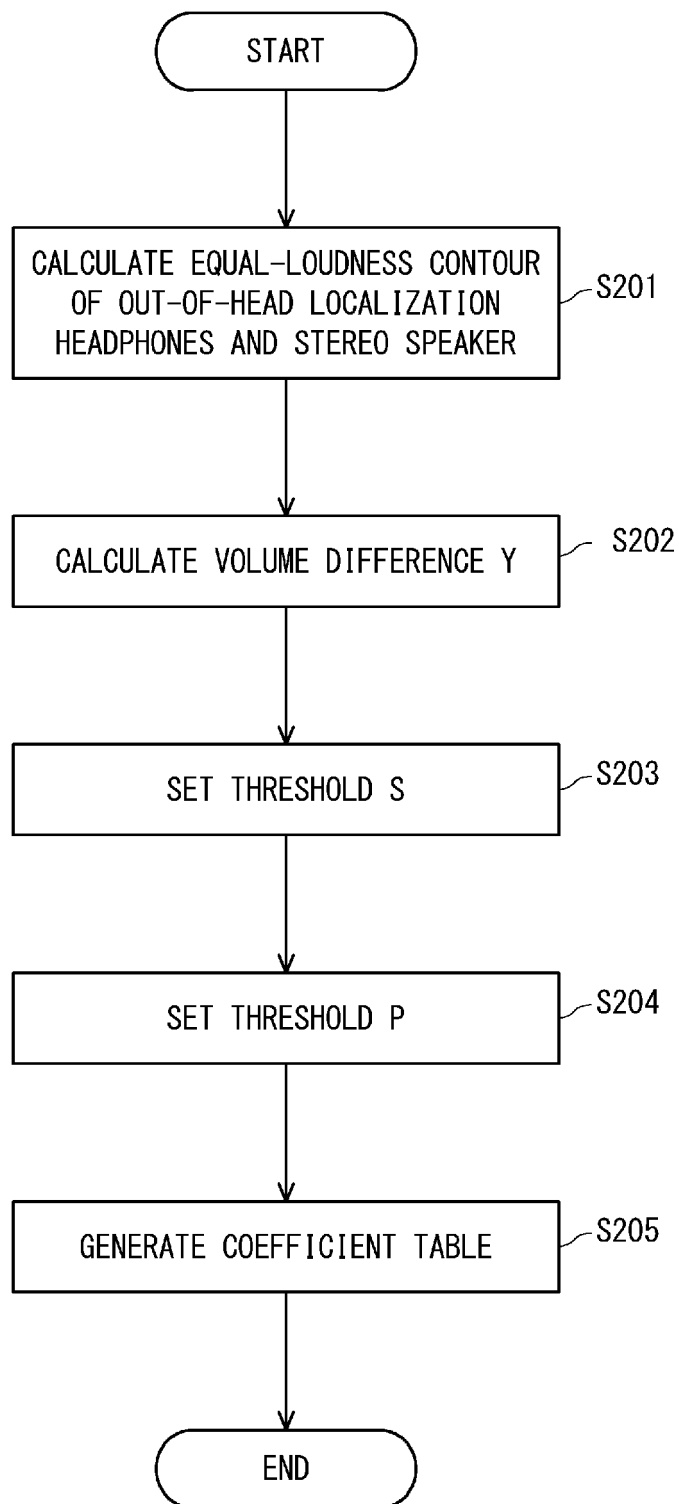 START
CALCULATE EQUAL-LOUDNESS CONTOUR
OF OUT-OF-HEAD LOCALIZATION
HEADPHONES AND STEREO SPEAKER
S201
CALCULATE VOLUME DIFFERENCE Y
S202
SET THRESHOLD S
S203
SET THRESHOLD P
S204
GENERATE COEFFICIENT TABLE
S205
END